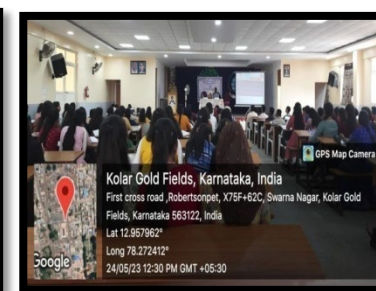 GPS Map Camera
Kolar Gold Fields, Karnataka, India
First cross road ,Robertsonpet, X75F+62C, Swarna Nagar, Kolar Gold
Fields, Karnataka 563122, India
Lat 12.957962°
Long 78.272412°
24/05/23 12:30 PM GMT +05:30
Google